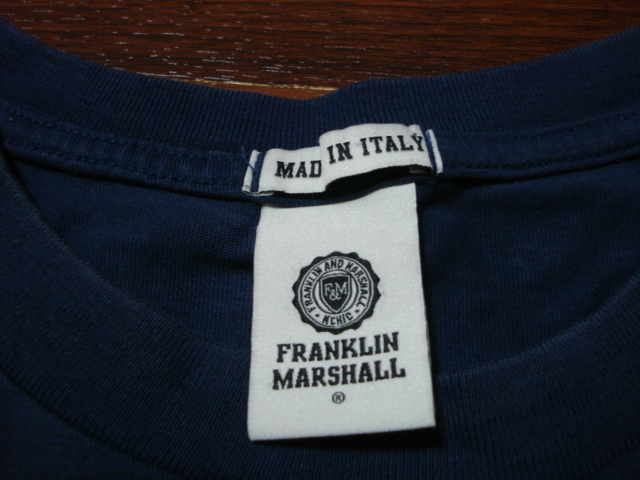 MAD IN ITALY
FRANKLIN AND MARSHALL
F&M
FRANKLIN
MARSHALL
®